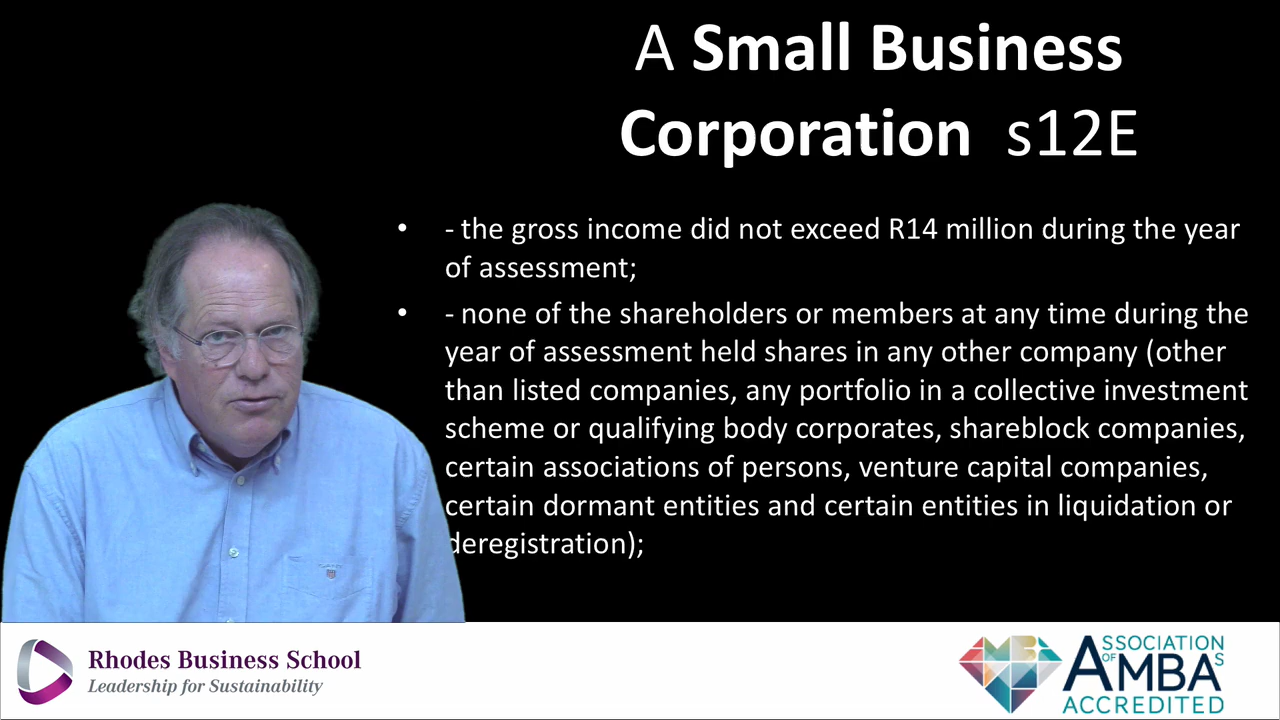 A Small Business
Corporation s12E
• - the gross income did not exceed R14 million during the year
of assessment;
• - none of the shareholders or members at any time during the
year of assessment held shares in any other company (other
than listed companies, any portfolio in a collective investment
scheme or qualifying body corporates, shareblock companies,
certain associations of persons, venture capital companies,
certain dormant entities and certain entities in liquidation or
deregistration);
Rhodes Business School
Leadership for Sustainability
MBA
ASSOCIATION
OF AMBAS
ACCREDITED